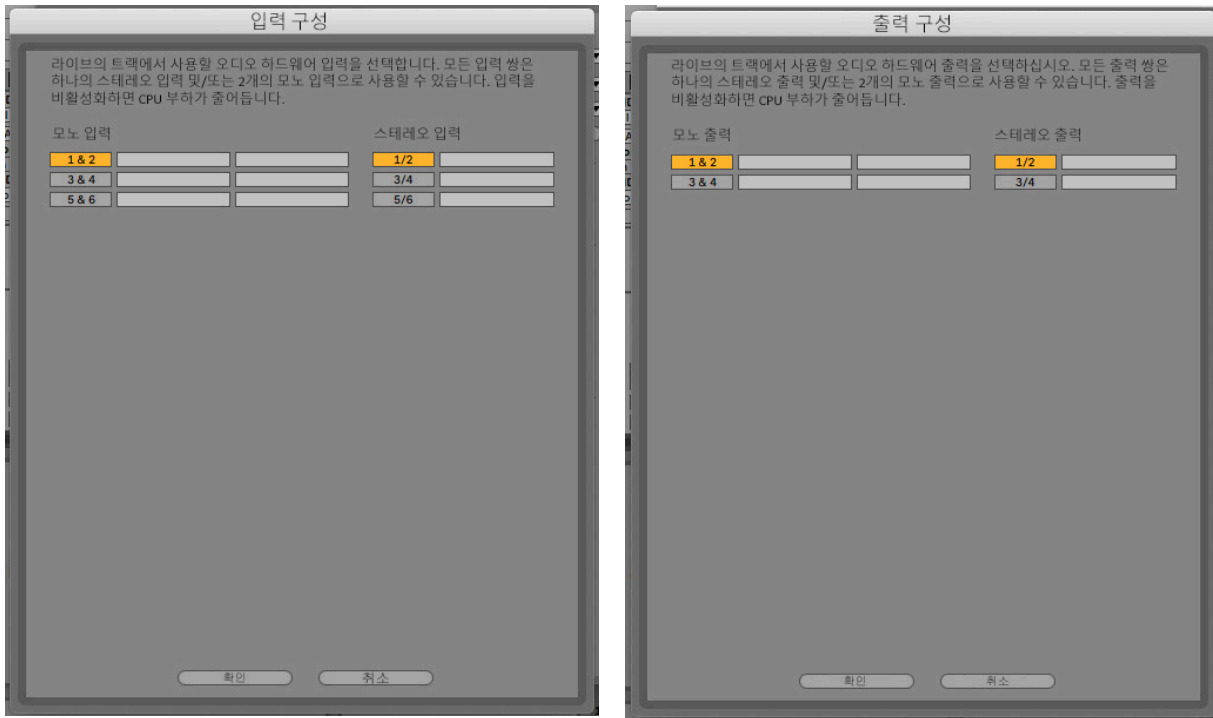 입력 구성
라이브의 트랙에서 사용할 오디오 하드웨어 입력을 선택합니다. 모든 입력 쌍은
하나의 스테레오 입력 및/또는 2개의 모노 입력으로 사용할 수 있습니다. 입력을
비활성화하면 CPU 부하가 줄어듭니다.
모노 입력 스테레오 입력
1 & 2 1/2
3 & 4 3/4
5 & 6 5/6
확인 취소
출력 구성
라이브의 트랙에서 사용할 오디오 하드웨어 출력을 선택하십시오. 모든 출력 쌍은
하나의 스테레오 출력 및/또는 2개의 모노 출력으로 사용할 수 있습니다. 출력을
비활성화하면 CPU 부하가 줄어듭니다.
모노 출력 스테레오 출력
1 & 2 1/2
3 & 4 3/4
확인 취소